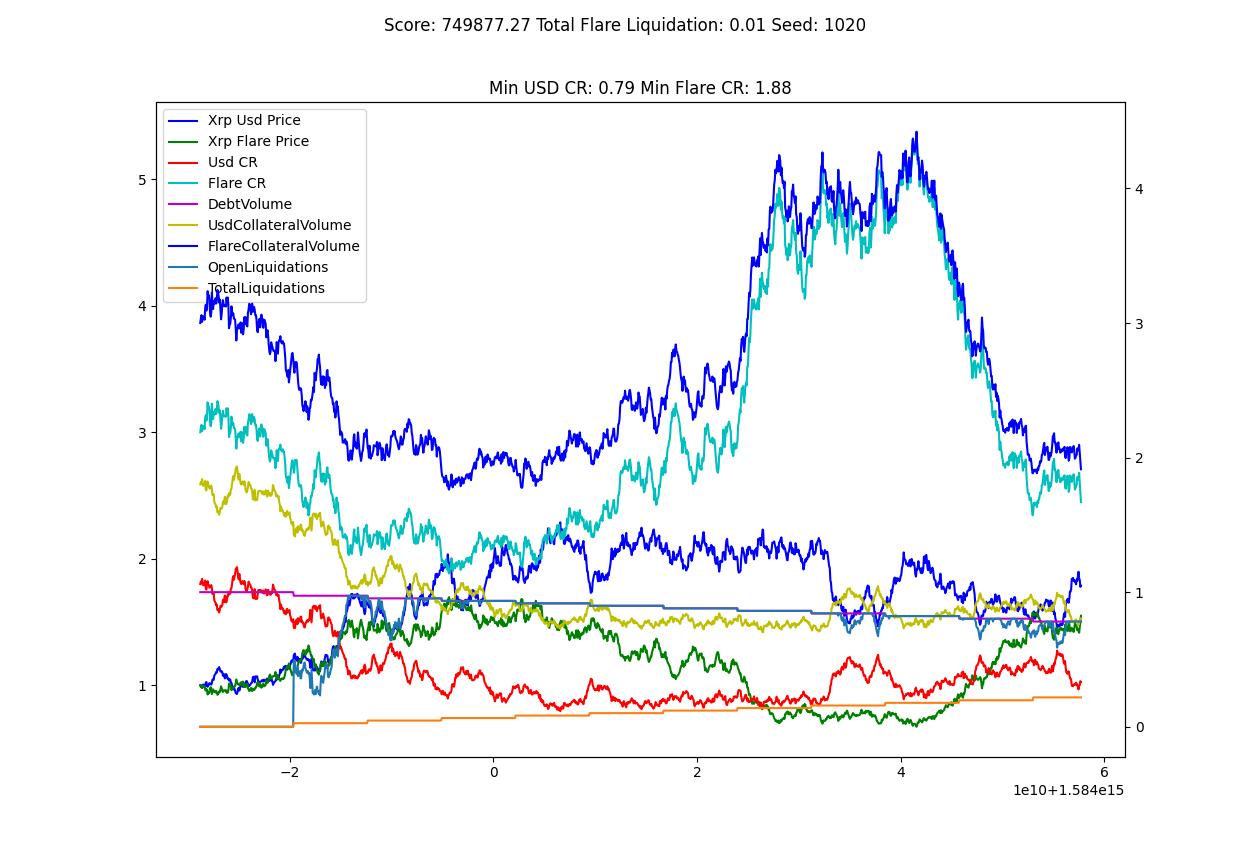 Score: 749877.27 Total Flare Liquidation: 0.01 Seed: 1020
Min USD CR: 0.79 Min Flare CR: 1.88
Xrp Usd Price
Xrp Flare Price
Usd CR
Flare CR
DebtVolume
UsdCollateralVolume
FlareCollateralVolume
OpenLiquidations
TotalLiquidations
5
4
3
2
1
4
3
2
1
0
−2
0
2
4
6
1e10+1.584e15